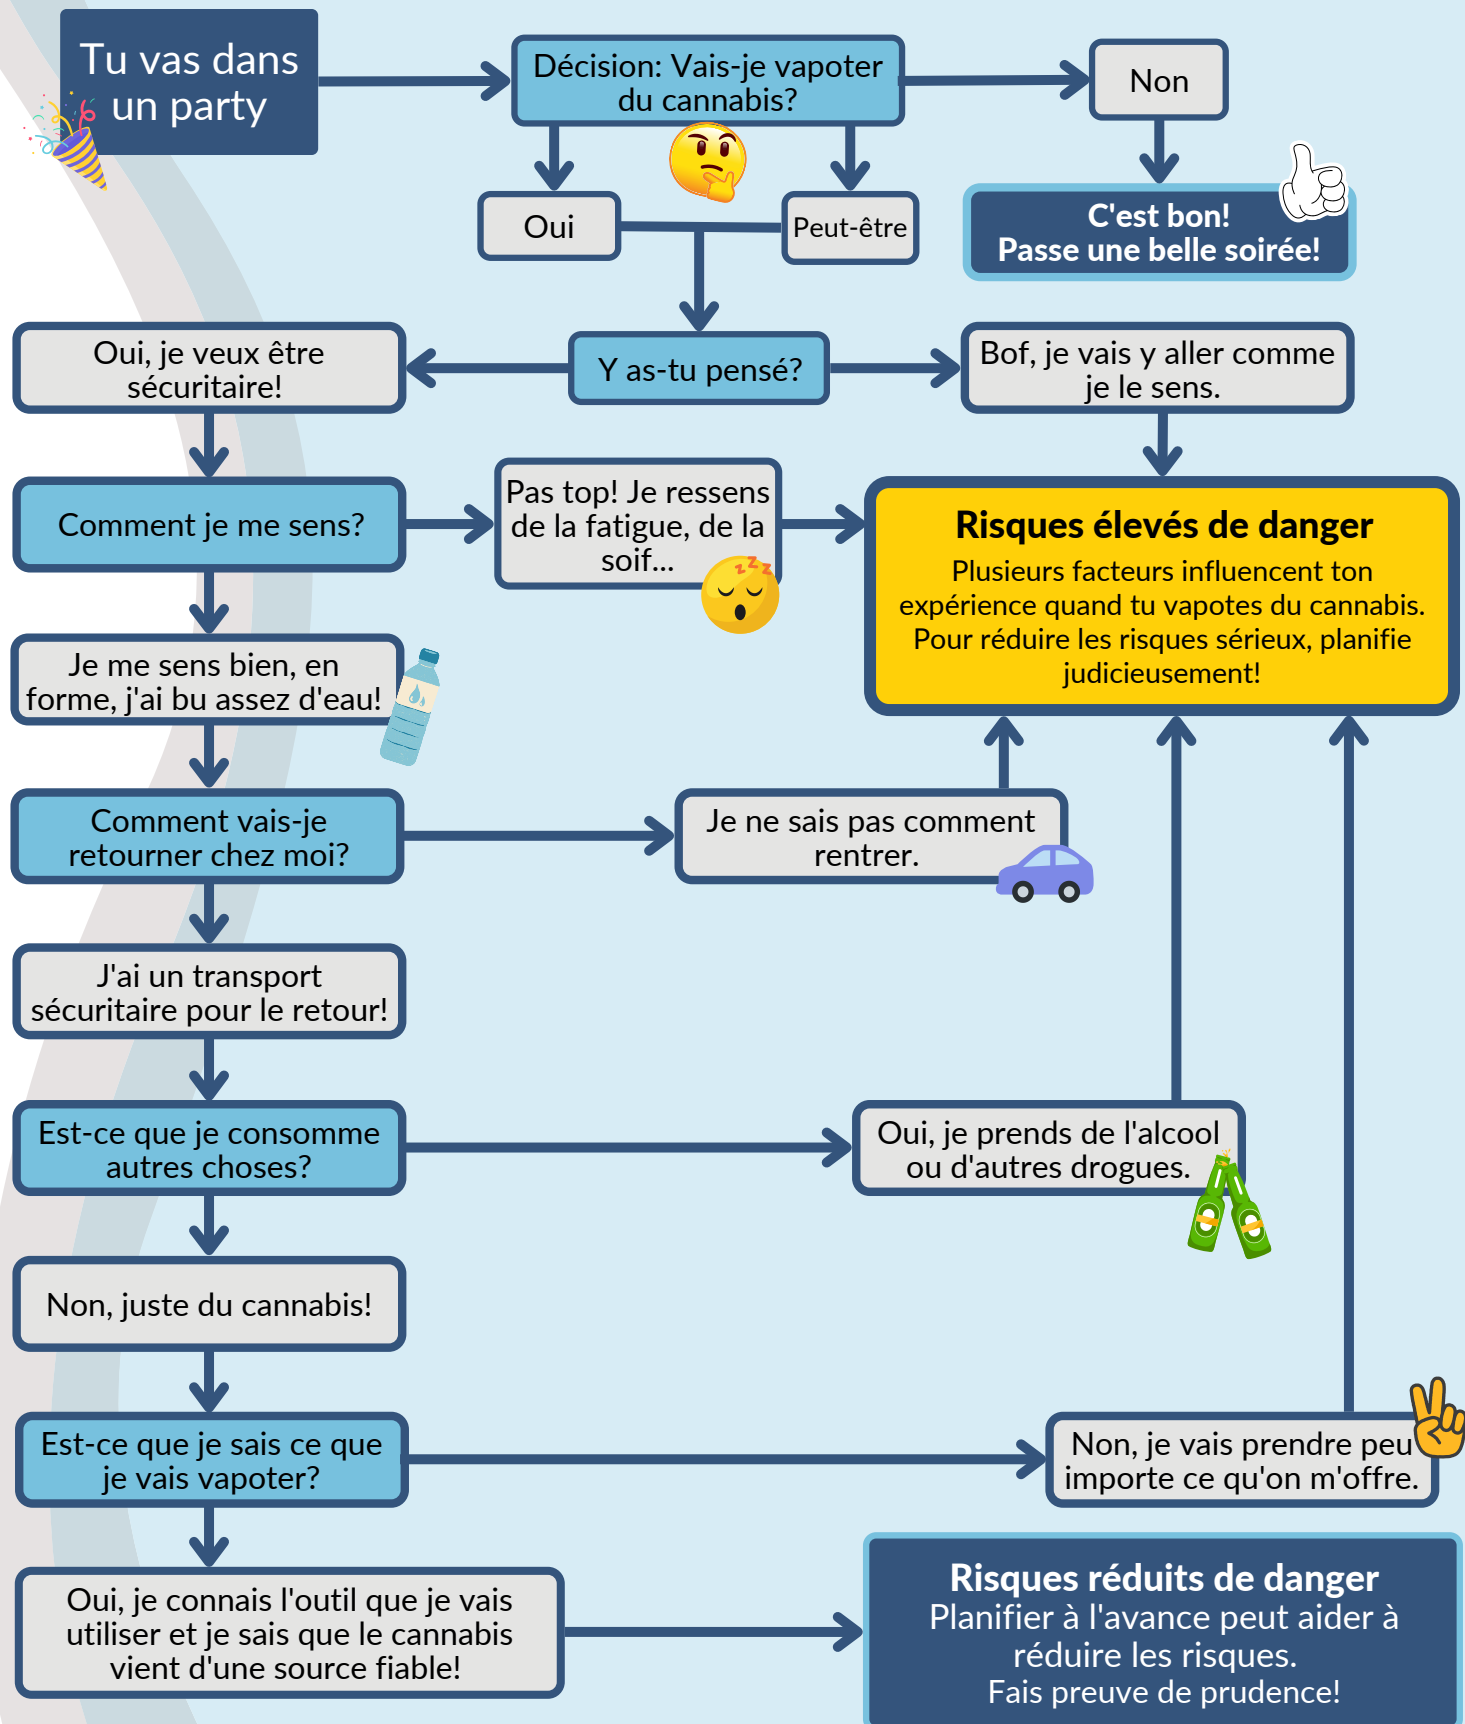 Tu vas dans
un party
Décision: Vais-je vapoter
du cannabis?
Non
Oui
Peut-être
C'est bon!
Passe une belle soirée!
Oui, je veux être
sécuritaire!
Y as-tu pensé?
Bof, je vais y aller comme
je le sens.
Comment je me sens?
Pas top! Je ressens
de la fatigue, de la
soif...
z z z
Risques élevés de danger
Plusieurs facteurs influencent ton
expérience quand tu vapotes du cannabis.
Pour réduire les risques sérieux, planifie
judicieusement!
Je me sens bien, en
forme, j'ai bu assez d'eau!
Comment vais-je
retourner chez moi?
Je ne sais pas comment
rentrer.
J'ai un transport
sécuritaire pour le retour!
Est-ce que je consomme
autres choses?
Oui, je prends de l'alcool
ou d'autres drogues.
Non, juste du cannabis!
Est-ce que je sais ce que
je vais vapoter?
Non, je vais prendre peu
importe ce qu'on m'offre.
Oui, je connais l'outil que je vais
utiliser et je sais que le cannabis
vient d'une source fiable!
Risques réduits de danger
Planifier à l'avance peut aider à
réduire les risques.
Fais preuve de prudence!